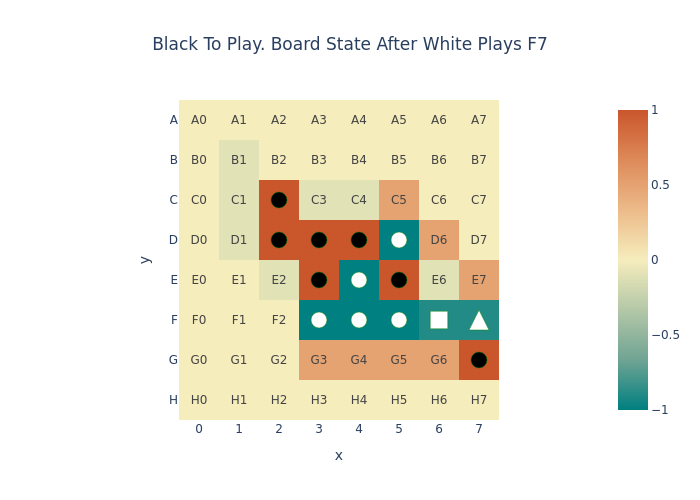 Black To Play. Board State After White Plays F7
A A0 A1 A2 A3 A4 A5 A6 A7
B B0 B1 B2 B3 B4 B5 B6 B7
C C0 C1 C3 C4 C5 C6 C7
D D0 D1 D6 D7
E E0 E1 E2 E6 E7
F F0 F1 F2
G G0 G1 G2 G3 G4 G5 G6
H H0 H1 H2 H3 H4 H5 H6 H7
0 1 2 3 4 5 6 7
x
y
1
0.5
0
−0.5
−1